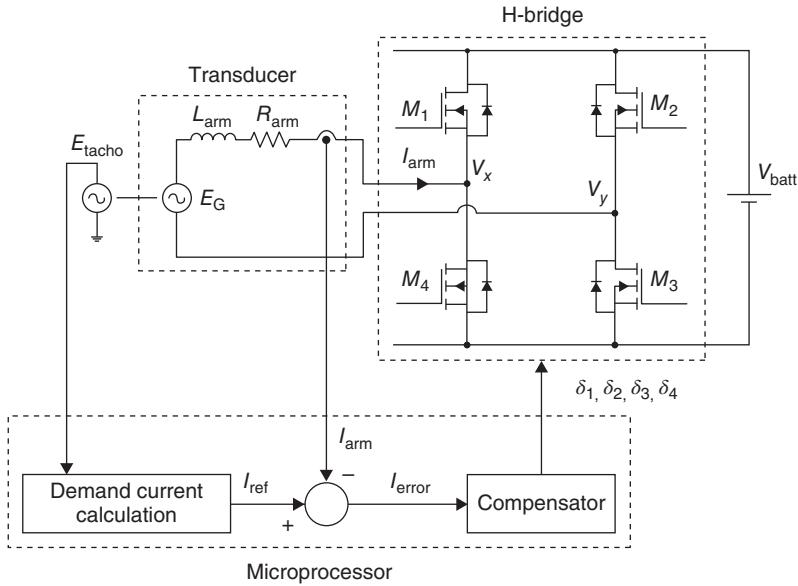 H-bridge
Transducer
L_arm
R_arm
M_1
M_2
E_tacho
I_arm
V_x
V_y
V_batt
E_G
M_4
M_3
δ_1, δ_2, δ_3, δ_4
I_arm
−
Demand current
calculation
I_ref
+
I_error
Compensator
Microprocessor